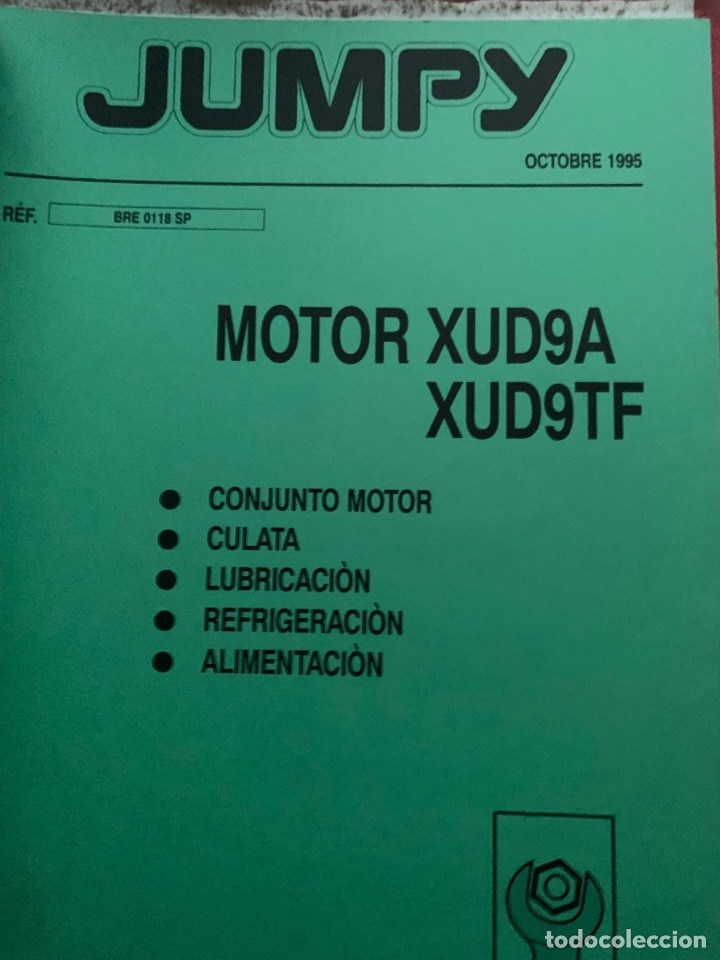 JUMPY
OCTOBRE 1995
RÉF. BRE 0118 SP
MOTOR XUD9A
XUD9TF
● CONJUNTO MOTOR
● CULATA
● LUBRICACIÒN
● REFRIGERACIÒN
● ALIMENTACIÒN
todocoleccion